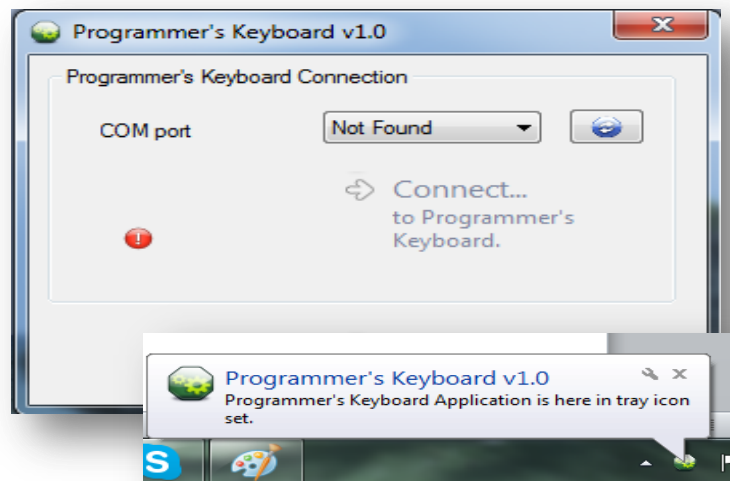 Programmer's Keyboard v1.0
Programmer's Keyboard Connection
COM port
Not Found
Connect...
to Programmer's
Keyboard.
Programmer's Keyboard v1.0
Programmer's Keyboard Application is here in tray icon
set.